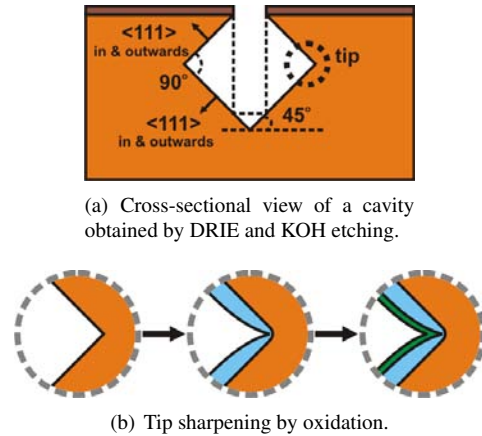 <111>
in & outwards
tip
90°
<111>
in & outwards
45°
(a) Cross-sectional view of a cavity
obtained by DRIE and KOH etching.
(b) Tip sharpening by oxidation.